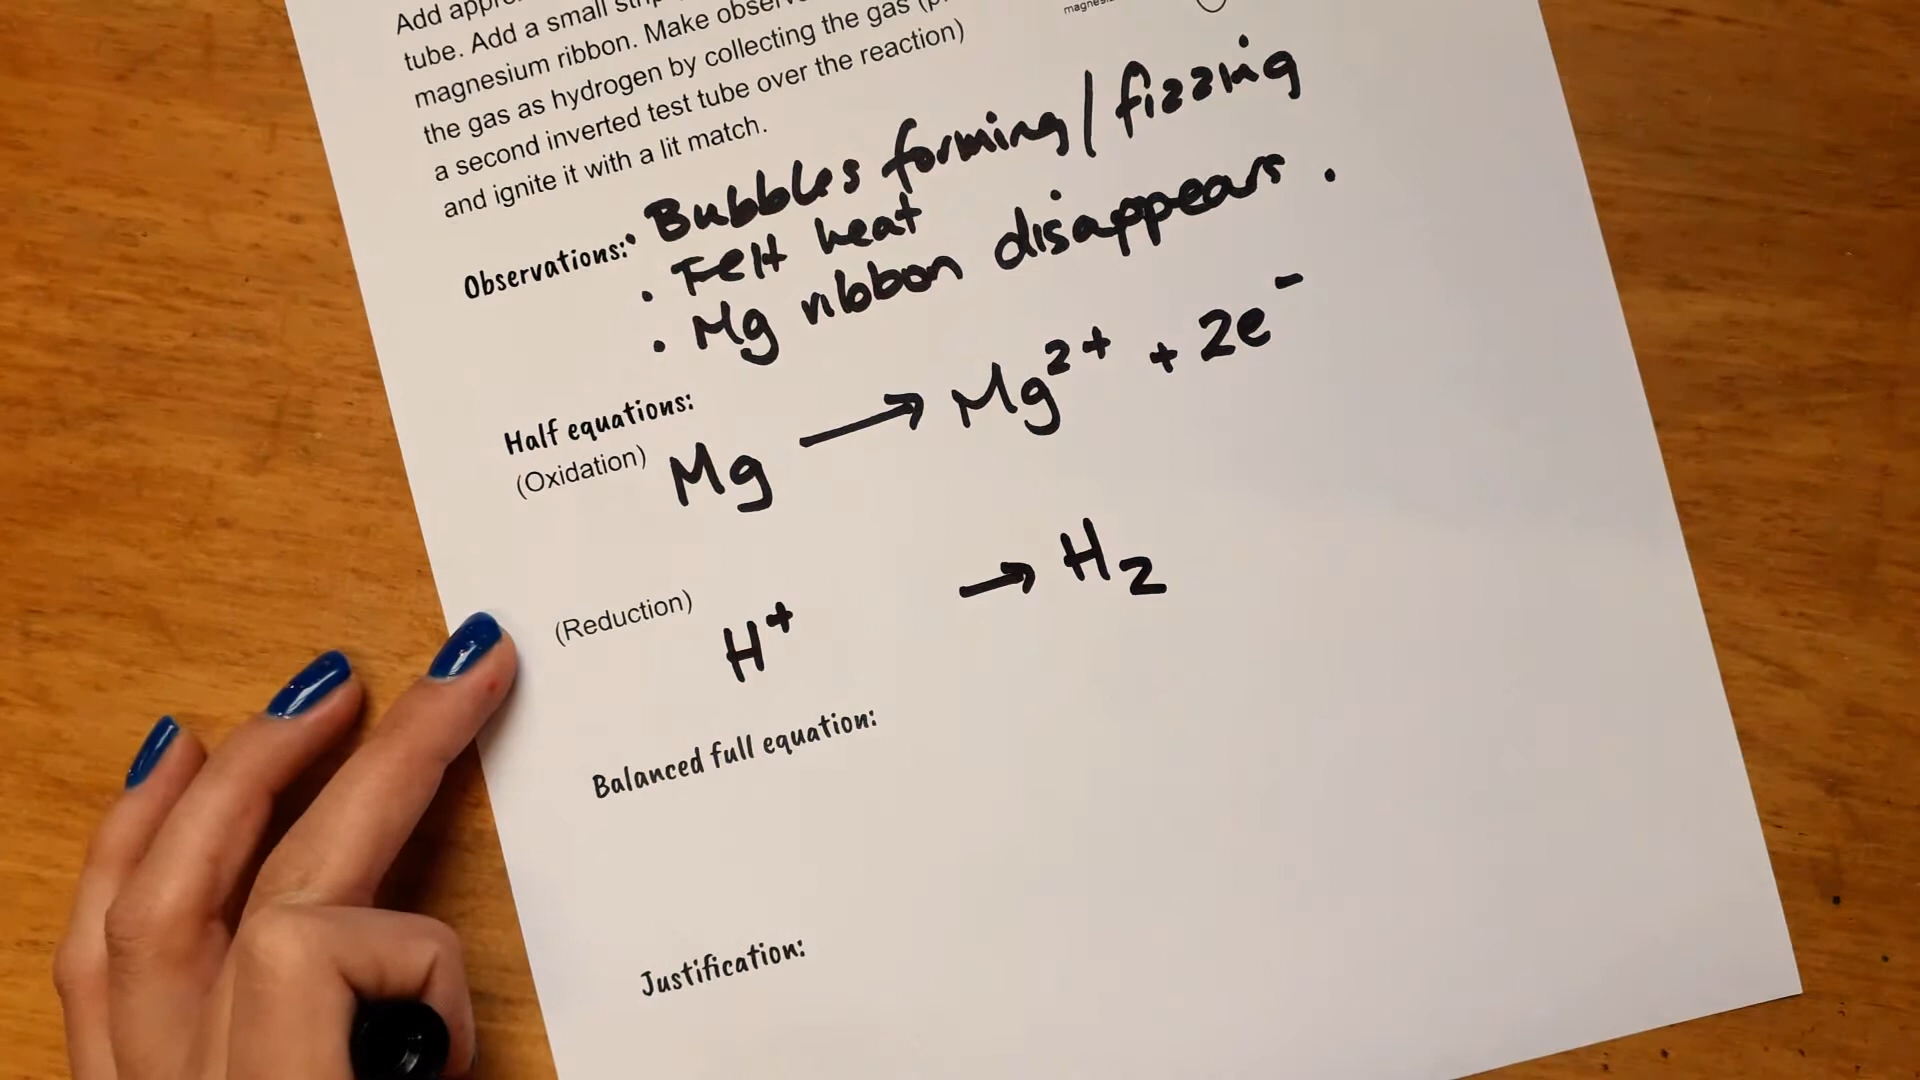 tube. Add a small
magnesium ribbon. Make
the gas as hydrogen by collecting the gas
a second inverted test tube over the reaction)
and ignite it with a lit match.
Observations: • Bubbles forming / fizzing
• Felt heat
• Mg ribbon disappears.
Half equations:
(Oxidation) Mg → Mg²⁺ + 2e⁻
(Reduction) H⁺ → H₂
Balanced full equation:
Justification: